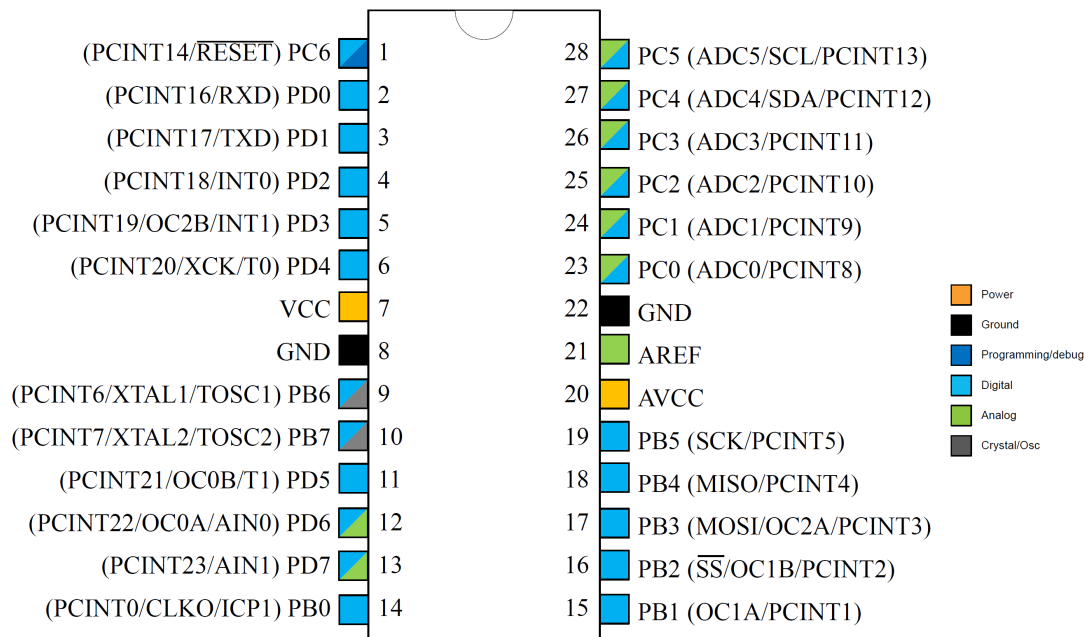 (PCINT14/RESET) PC6 1
(PCINT16/RXD) PD0 2
(PCINT17/TXD) PD1 3
(PCINT18/INT0) PD2 4
(PCINT19/OC2B/INT1) PD3 5
(PCINT20/XCK/T0) PD4 6
VCC 7
GND 8
(PCINT6/XTAL1/TOSC1) PB6 9
(PCINT7/XTAL2/TOSC2) PB7 10
(PCINT21/OC0B/T1) PD5 11
(PCINT22/OC0A/AIN0) PD6 12
(PCINT23/AIN1) PD7 13
(PCINT0/CLKO/ICP1) PB0 14
28 PC5 (ADC5/SCL/PCINT13)
27 PC4 (ADC4/SDA/PCINT12)
26 PC3 (ADC3/PCINT11)
25 PC2 (ADC2/PCINT10)
24 PC1 (ADC1/PCINT9)
23 PC0 (ADC0/PCINT8)
22 GND
21 AREF
20 AVCC
19 PB5 (SCK/PCINT5)
18 PB4 (MISO/PCINT4)
17 PB3 (MOSI/OC2A/PCINT3)
16 PB2 (SS/OC1B/PCINT2)
15 PB1 (OC1A/PCINT1)
Power
Ground
Programming/debug
Digital
Analog
Crystal/Osc